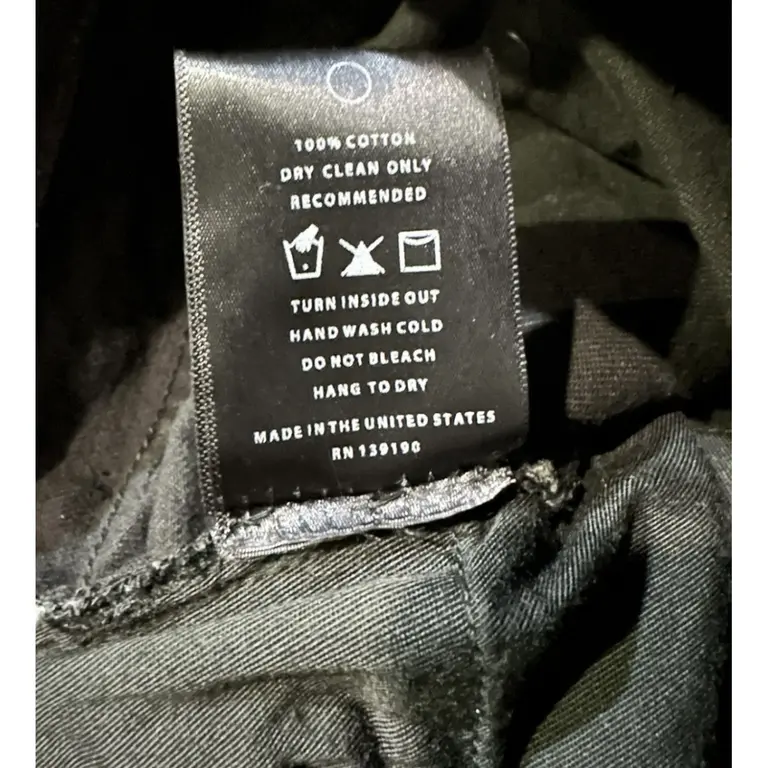 100% COTTON
DRY CLEAN ONLY
RECOMMENDED
TURN INSIDE OUT
HAND WASH COLD
DO NOT BLEACH
HANG TO DRY
MADE IN THE UNITED STATES
RN 139190